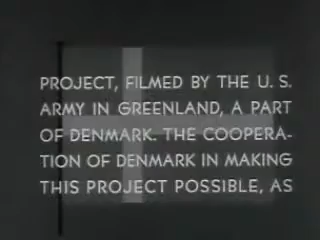 PROJECT, FILMED BY THE U. S.
ARMY IN GREENLAND, A PART
OF DENMARK. THE COOPERA-
TION OF DENMARK IN MAKING
THIS PROJECT POSSIBLE, AS